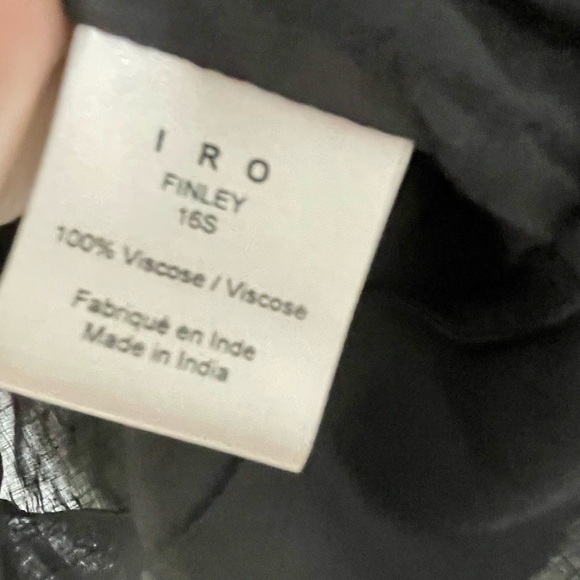 I R O
FINLEY
16S
100% Viscose / Viscose
Fabriqué en Inde
Made in India